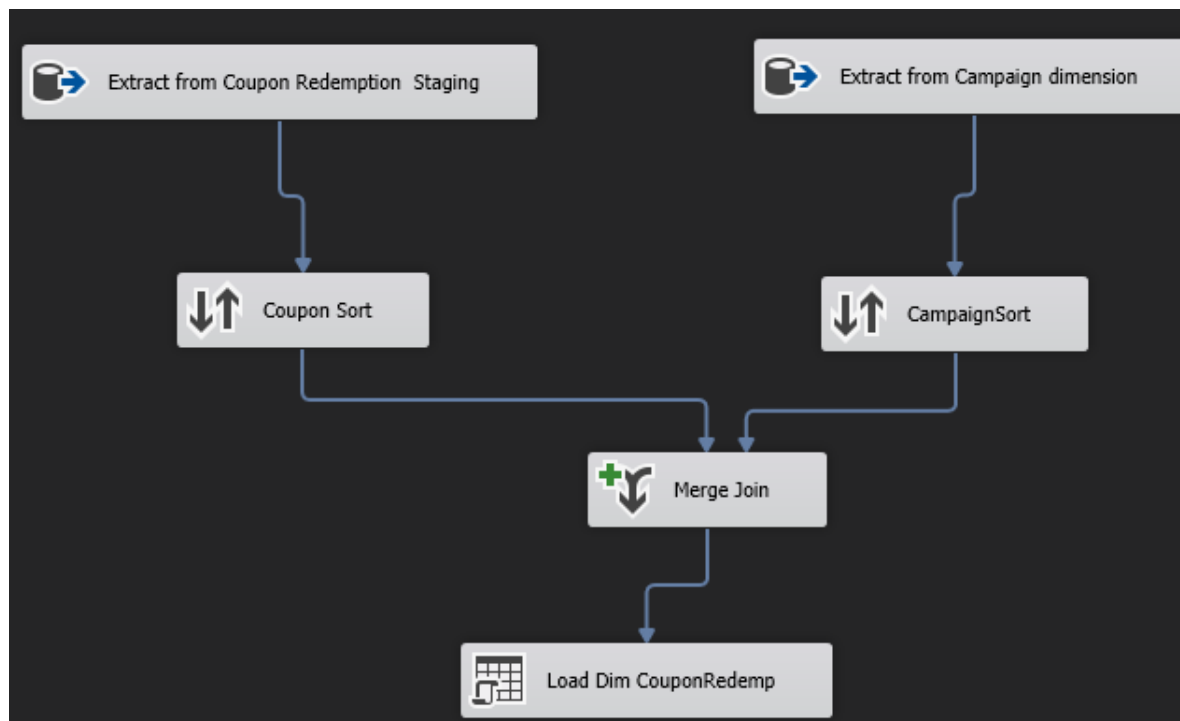 Extract from Coupon Redemption  Staging
Extract from Campaign dimension
Coupon Sort
CampaignSort
Merge Join
Load Dim CouponRedemp